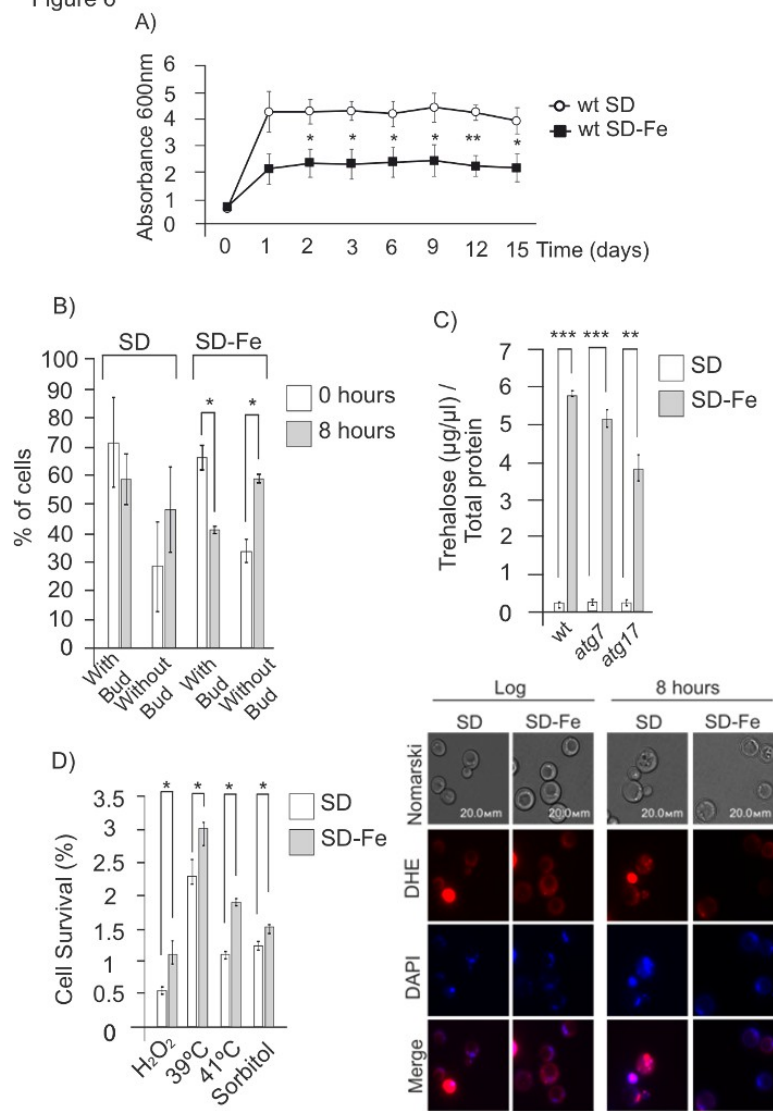 Figure 6
A)
Absorbance 600nm
6
5
4
3
2
1
0
* * * * ** *
0 1 2 3 6 9 12 15 Time (days)
wt SD
wt SD-Fe
B)
SD SD-Fe
% of cells
100
90
80
70
60
50
40
30
20
10
0
* *
0 hours
8 hours
With Bud
Without Bud
With Bud
Without Bud
C)
*** *** **
Trehalose (µg/µl) /
Total protein
7
6
5
4
3
2
1
0
SD
SD-Fe
wt
atg7
atg17
D)
Cell Survival (%)
3.5
3
2.5
2
1.5
1
0.5
0
* * * *
SD
SD-Fe
H₂O₂
39ºC
41ºC
Sorbitol
Log 8 hours
SD SD-Fe SD SD-Fe
Nomarski
20.0мm 20.0мm 20.0мm 20.0мm
DHE
DAPI
Merge